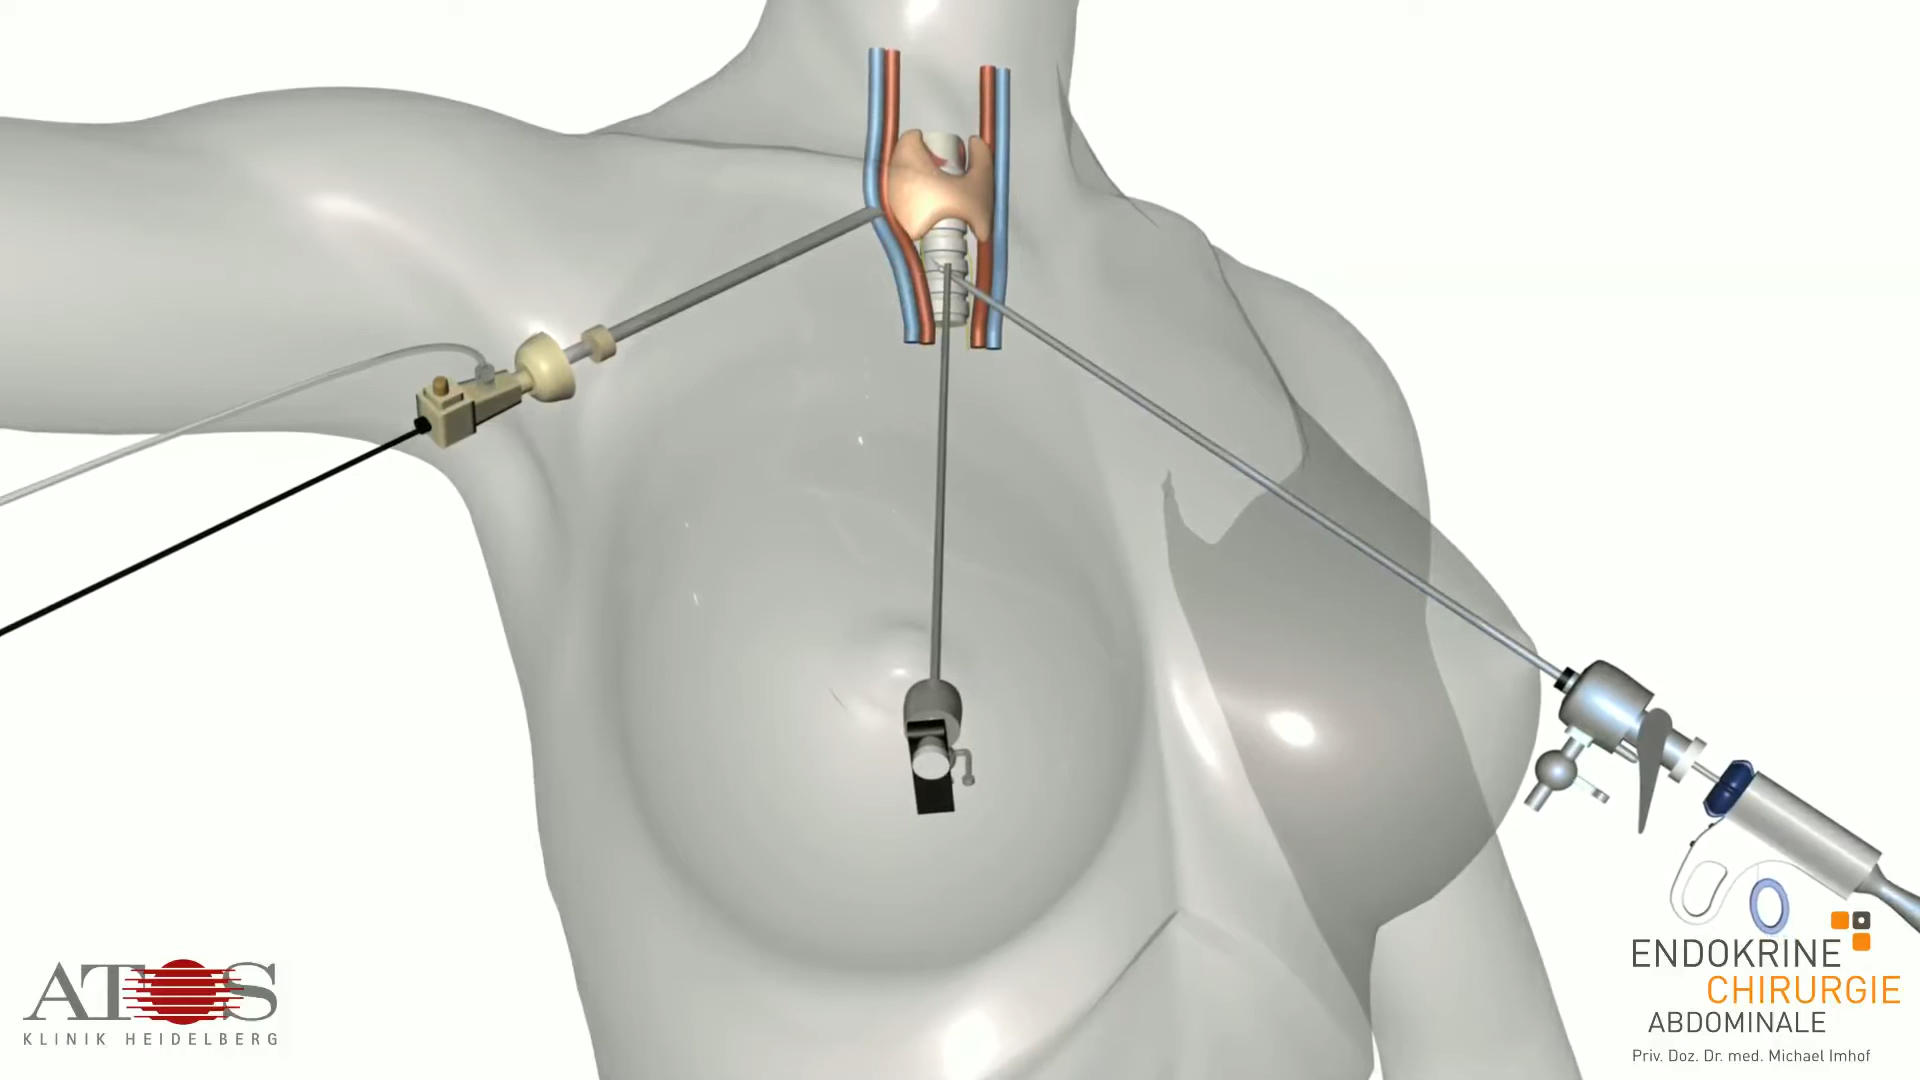 ATOS
KLINIK HEIDELBERG
ENDOKRINE
CHIRURGIE
ABDOMINALE
Priv. Doz. Dr. med. Michael Imhof